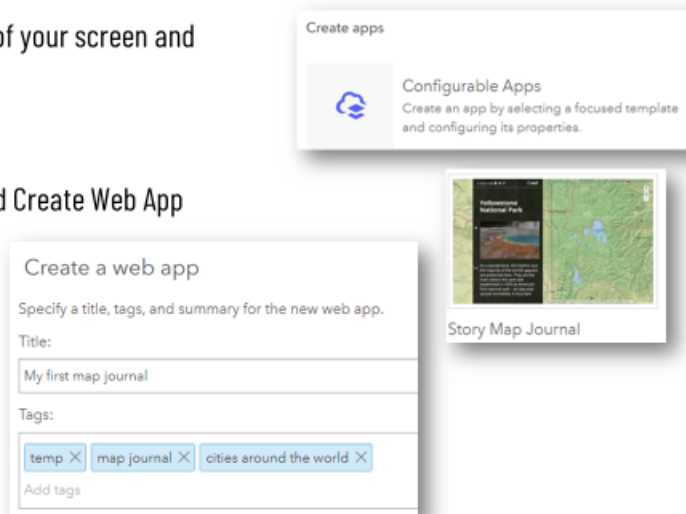 of your screen and
Create apps
Configurable Apps
Create an app by selecting a focused template
and configuring its properties.
d Create Web App
Yellowstone
National Park
Story Map Journal
Create a web app
Specify a title, tags, and summary for the new web app.
Title:
My first map journal
Tags:
temp × map journal × cities around the world ×
Add tags